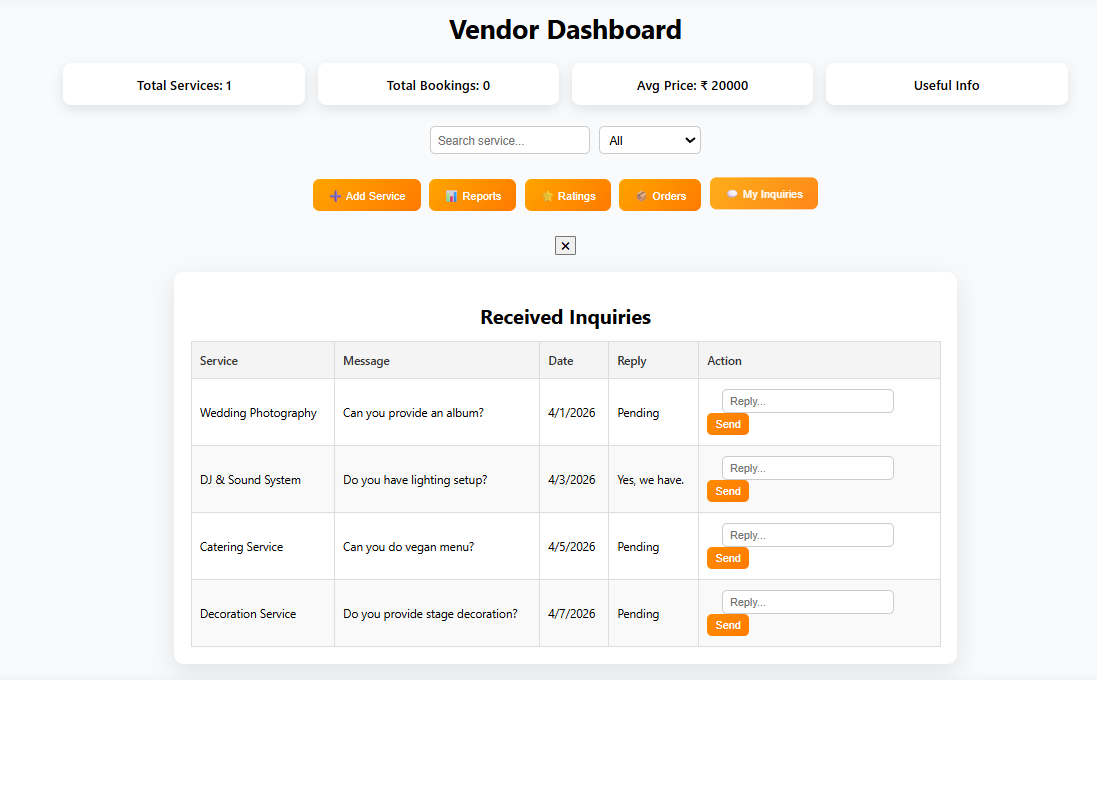 Vendor Dashboard
Total Services: 1
Total Bookings: 0
Avg Price: ₹ 20000
Useful Info
Search service...
All
➕ Add Service
📊 Reports
⭐ Ratings
📦 Orders
💬 My Inquiries
✕
Received Inquiries
Service Message Date Reply Action
Wedding Photography Can you provide an album? 4/1/2026 Pending Reply...
Send
DJ & Sound System Do you have lighting setup? 4/3/2026 Yes, we have. Reply...
Send
Catering Service Can you do vegan menu? 4/5/2026 Pending Reply...
Send
Decoration Service Do you provide stage decoration? 4/7/2026 Pending Reply...
Send